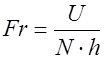 Fr = U / (N · h)